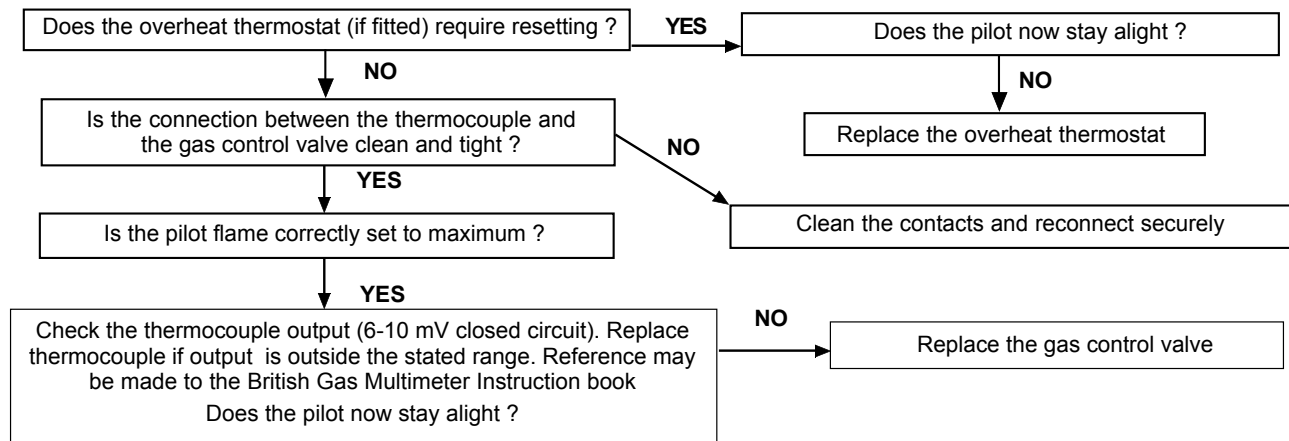 Does the overheat thermostat (if fitted) require resetting ?
YES
Does the pilot now stay alight ?
NO
NO
Is the connection between the thermocouple and
the gas control valve clean and tight ?
Replace the overheat thermostat
NO
YES
Clean the contacts and reconnect securely
Is the pilot flame correctly set to maximum ?
YES
Check the thermocouple output (6-10 mV closed circuit). Replace
thermocouple if output is outside the stated range. Reference may
be made to the British Gas Multimeter Instruction book
Does the pilot now stay alight ?
NO
Replace the gas control valve